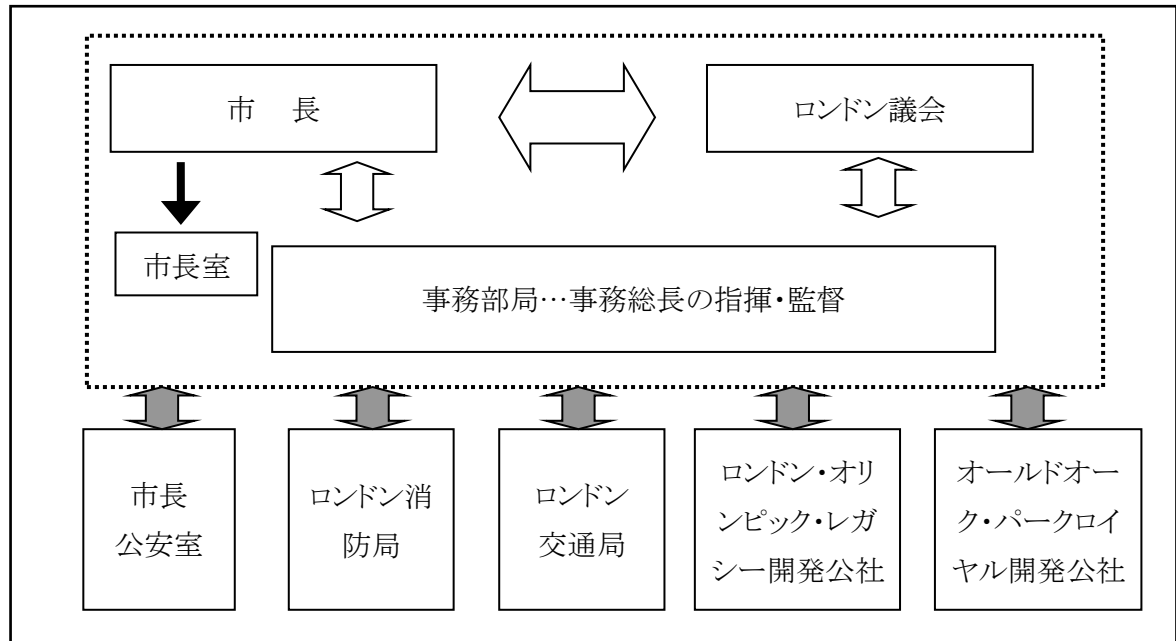 市　長
ロンドン議会
市長室
事務部局…事務総長の指揮・監督
市長
公安室
ロンドン消
防局
ロンドン
交通局
ロンドン・オリ
ンピック・レガ
シー開発公社
オールドオー
ク・パークロイ
ヤル開発公社